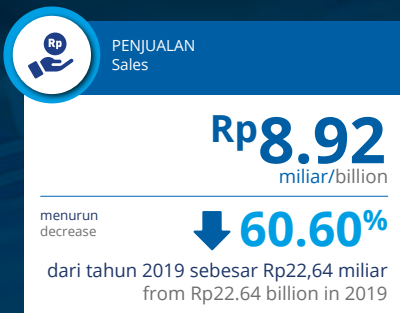 Rp
PENJUALAN
Sales
Rp8.92
miliar/billion
menurun
decrease
60.60%
dari tahun 2019 sebesar Rp22,64 miliar
from Rp22.64 billion in 2019